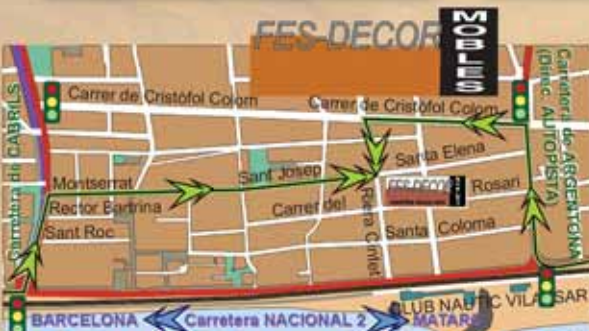 FES-DECOR
MOBLES
Carrer de Cristòfol Colom
Carrer de Cristòfol Colom
Carretera de CABRILS
Carretera de ARGENTONA
(Direc. AUTOPISTA)
Santa Elena
Montserrat
Sant Josep
FES-DECOR
Rosari
Rector Bartrina
Carrer del
Riera Cintet
Sant Roc
Santa Coloma
CLUB NAUTIC VILASSAR
BARCELONA
Carretera NACIONAL 2
MATARÓ